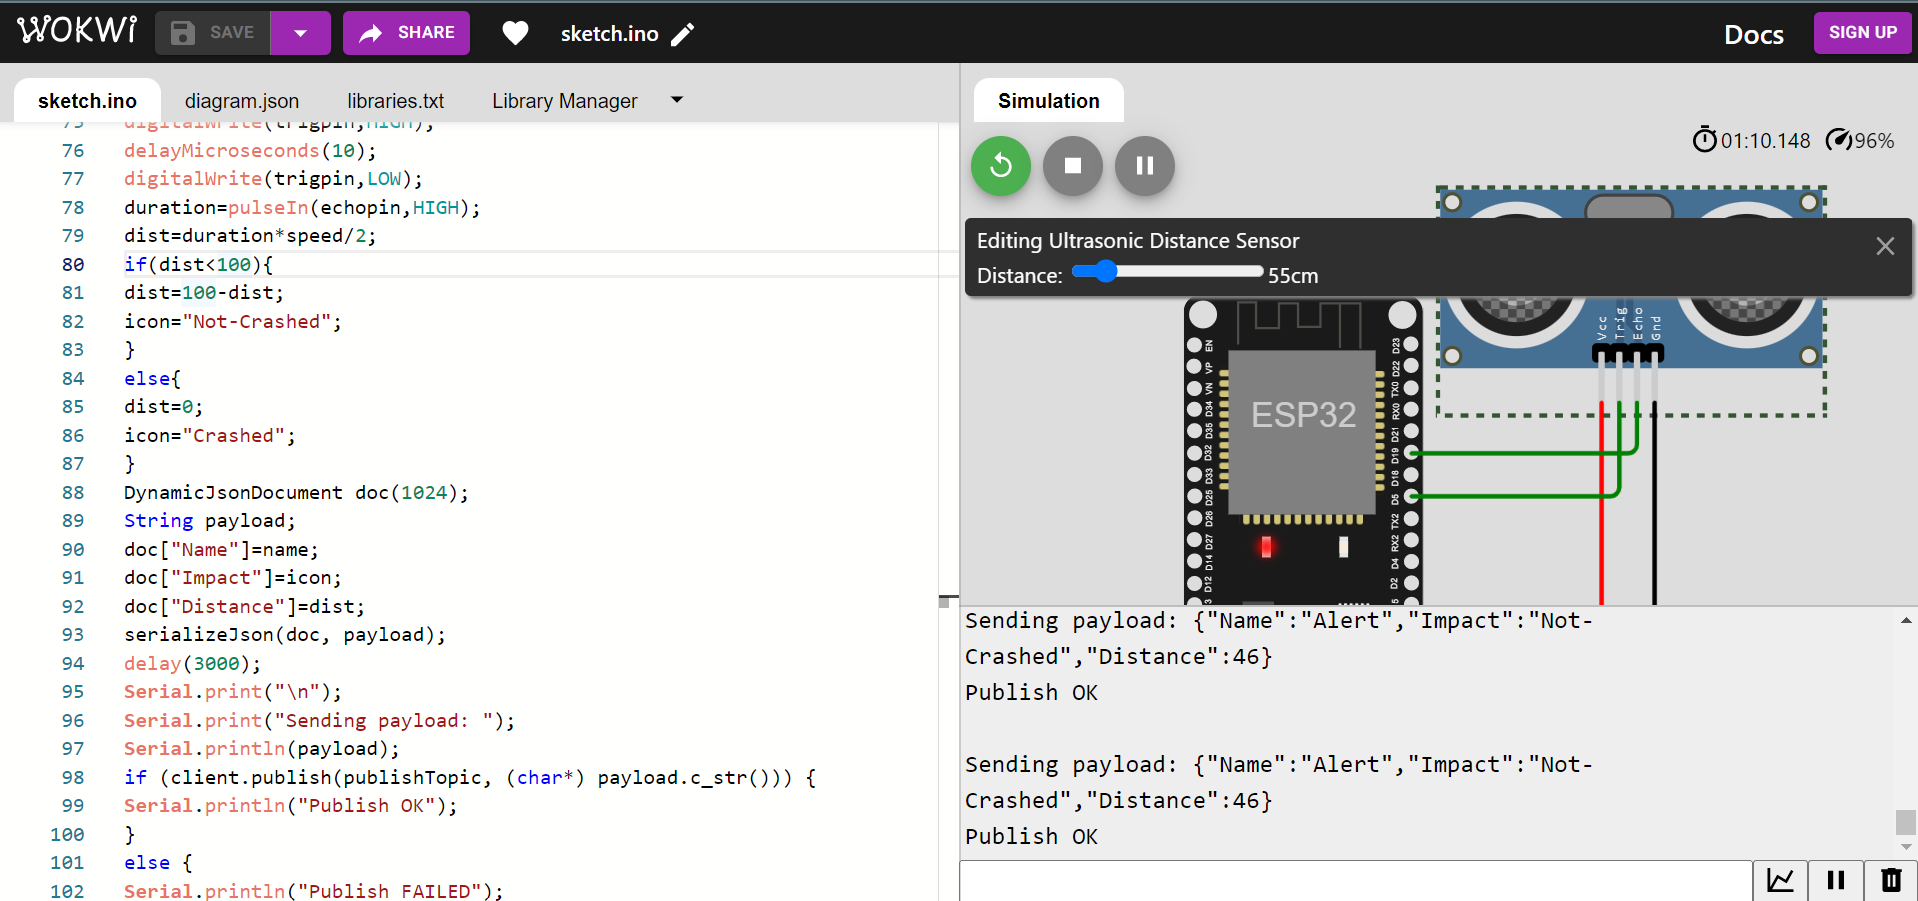 WOKWI
SAVE
SHARE
sketch.ino
Docs
SIGN UP
sketch.ino
diagram.json
libraries.txt
Library Manager
Simulation
75 digitalWrite(trigpin,HIGH);
76 delayMicroseconds(10);
77 digitalWrite(trigpin,LOW);
78 duration=pulseIn(echopin,HIGH);
79 dist=duration*speed/2;
80 if(dist<100){
81 dist=100-dist;
82 icon="Not-Crashed";
83 }
84 else{
85 dist=0;
86 icon="Crashed";
87 }
88 DynamicJsonDocument doc(1024);
89 String payload;
90 doc["Name"]=name;
91 doc["Impact"]=icon;
92 doc["Distance"]=dist;
93 serializeJson(doc, payload);
94 delay(3000);
95 Serial.print("\n");
96 Serial.print("Sending payload: ");
97 Serial.println(payload);
98 if (client.publish(publishTopic, (char*) payload.c_str())) {
99 Serial.println("Publish OK");
100 }
101 else {
102 Serial.println("Publish FAILED");
01:10.148
96%
Editing Ultrasonic Distance Sensor
Distance:
55cm
Vcc
Trig
Echo
Gnd
ESP32
EN
VP
VN
D34
D35
D32
D33
D25
D26
D27
D14
D12
D23
D22
TX0
RX0
D21
D19
D18
D5
TX2
RX2
D4
D2
Sending payload: {"Name":"Alert","Impact":"Not-
Crashed","Distance":46}
Publish OK
Sending payload: {"Name":"Alert","Impact":"Not-
Crashed","Distance":46}
Publish OK